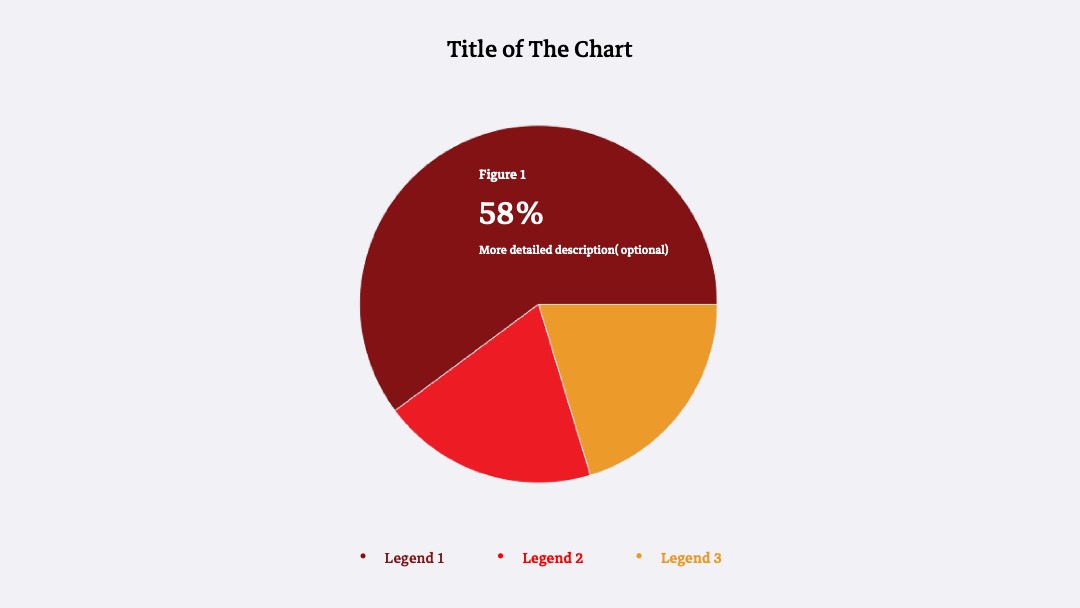 Title of The Chart
Figure 1
58%
More detailed description( optional)
• Legend 1 • Legend 2 • Legend 3